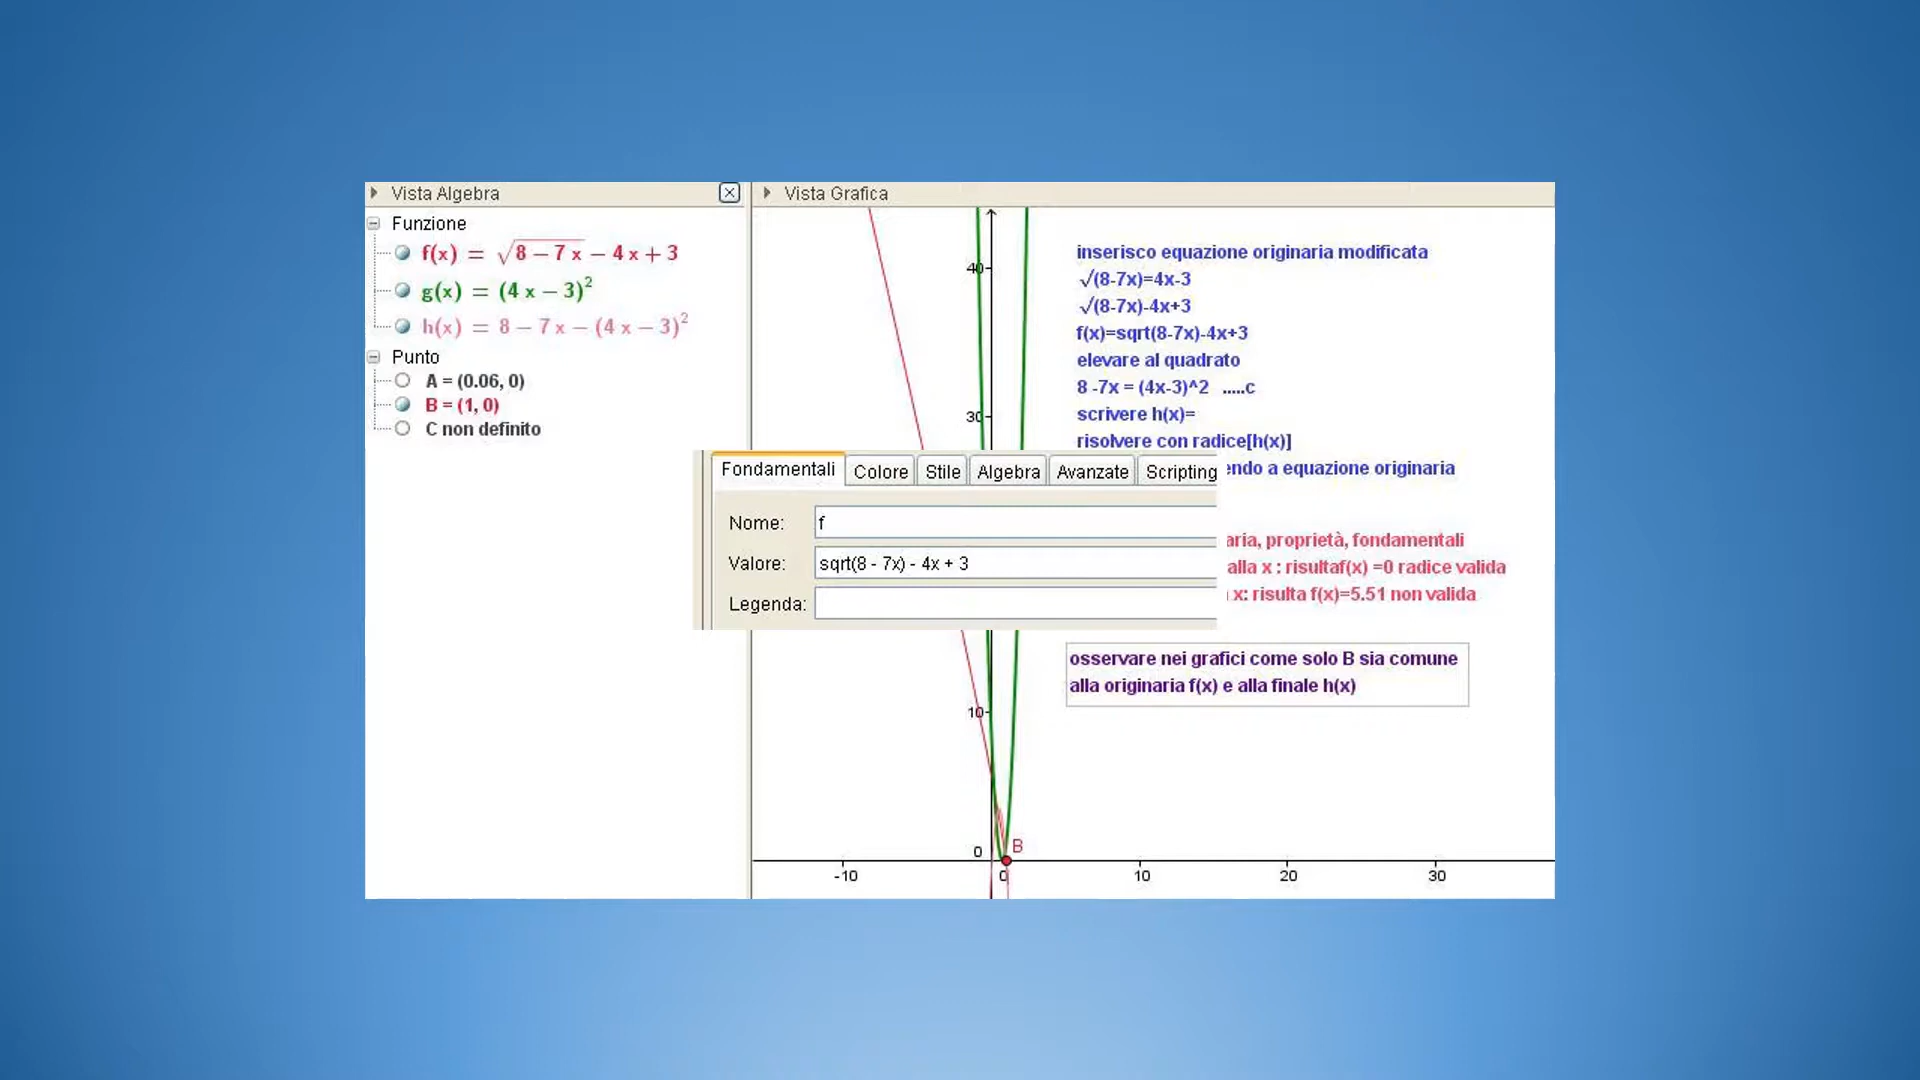 Vista Algebra
Funzione
f(x) = √8 − 7 x − 4 x + 3
g(x) = (4 x − 3)²
h(x) = 8 − 7 x − (4 x − 3)²
Punto
A = (0.06, 0)
B = (1, 0)
C non definito
Vista Grafica
inserisco equazione originaria modificata
√(8-7x)=4x-3
√(8-7x)-4x+3
f(x)=sqrt(8-7x)-4x+3
elevare al quadrato
8 -7x = (4x-3)^2 .....c
scrivere h(x)=
risolvere con radice[h(x)]
a equazione originaria
proprietà, fondamentali
alla x : risultaf(x) =0 radice valida
x: risulta f(x)=5.51 non valida
osservare nei grafici come solo B sia comune
alla originaria f(x) e alla finale h(x)
Fondamentali Colore Stile Algebra Avanzate Scripting
Nome: f
Valore: sqrt(8 - 7x) - 4x + 3
Legenda:
40
30
10
0
B
-10 0 10 20 30